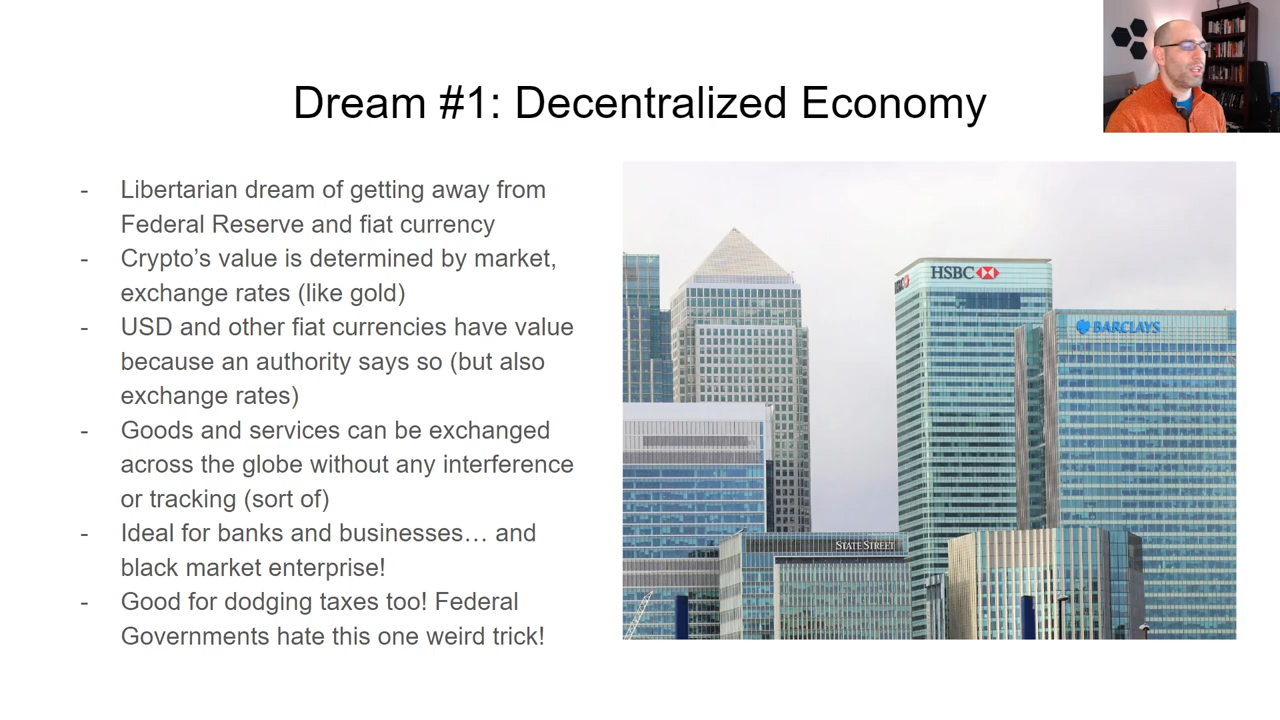 Dream #1: Decentralized Economy
- Libertarian dream of getting away from
Federal Reserve and fiat currency
- Crypto's value is determined by market,
exchange rates (like gold)
- USD and other fiat currencies have value
because an authority says so (but also
exchange rates)
- Goods and services can be exchanged
across the globe without any interference
or tracking (sort of)
- Ideal for banks and businesses… and
black market enterprise!
- Good for dodging taxes too! Federal
Governments hate this one weird trick!
HSBC
BARCLAYS
STATE STREET